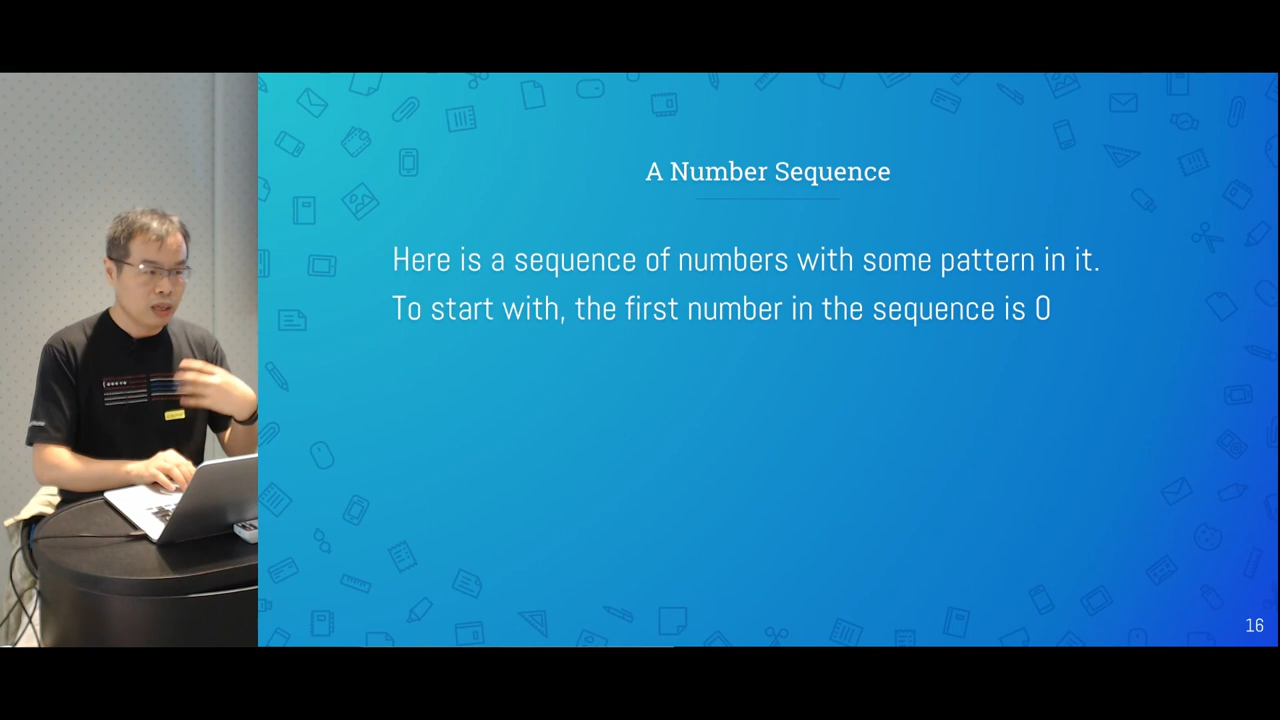 A Number Sequence
Here is a sequence of numbers with some pattern in it.
To start with, the first number in the sequence is 0
16